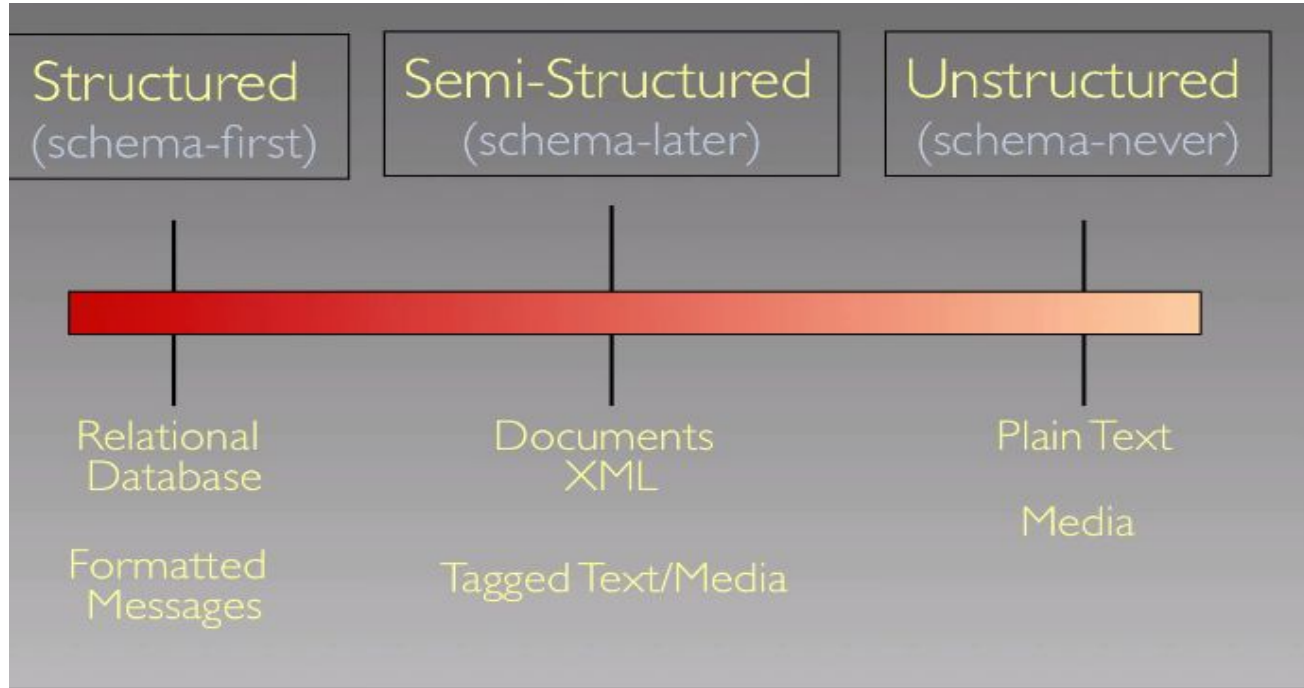 Structured
(schema-first)
Semi-Structured
(schema-later)
Unstructured
(schema-never)
Relational
Database
Formatted
Messages
Documents
XML
Tagged Text/Media
Plain Text
Media